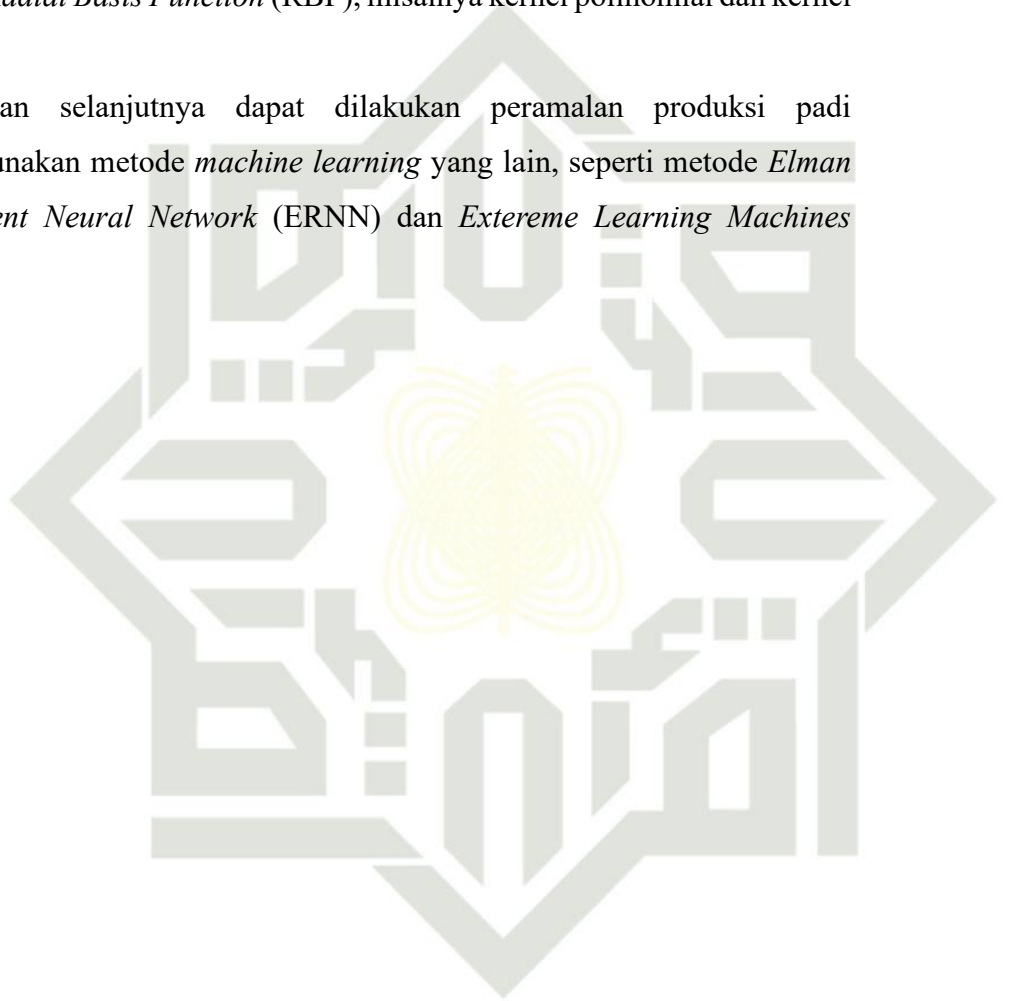 Radial Basis Function (RBF), misalnya kernel polinomial dan kernel
an selanjutnya dapat dilakukan peramalan produksi padi
unakan metode machine learning yang lain, seperti metode Elman
ent Neural Network (ERNN) dan Extereme Learning Machines